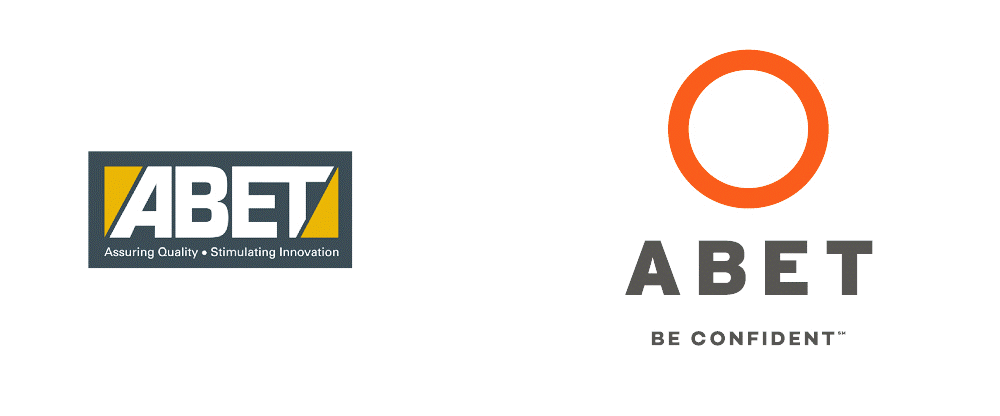 ABET
Assuring Quality • Stimulating Innovation
ABET
BE CONFIDENT℠